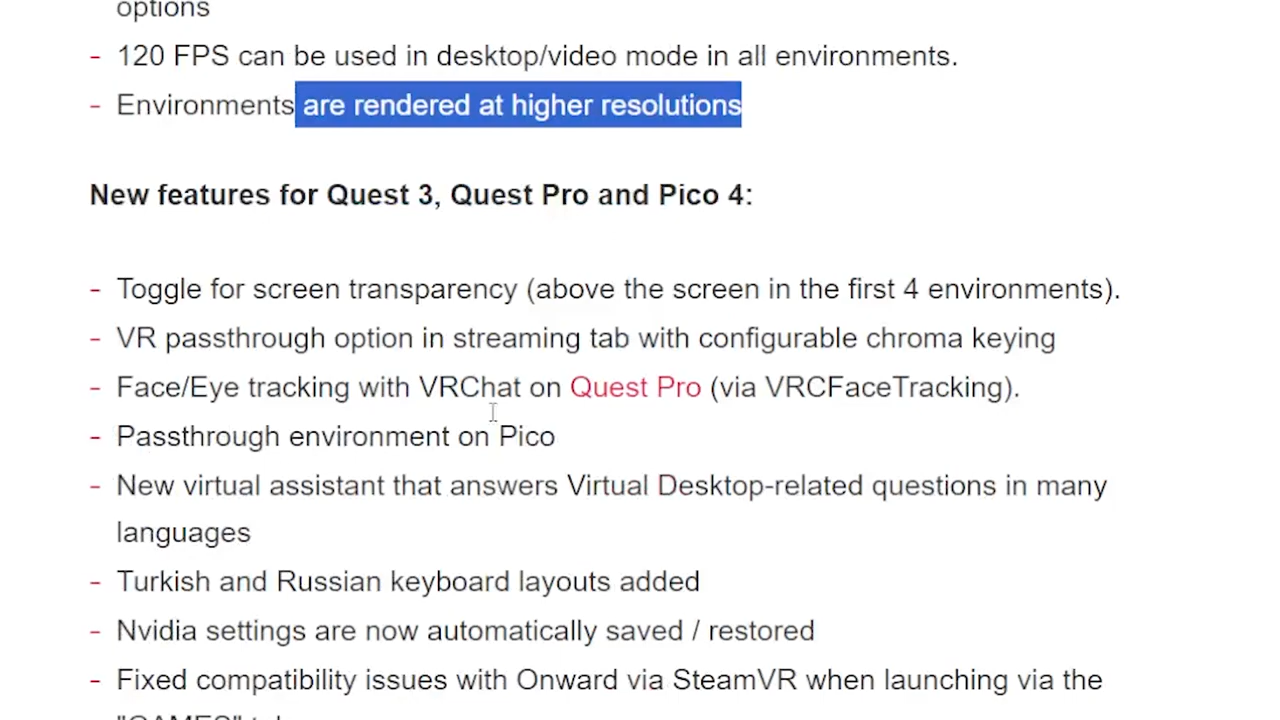 options
- 120 FPS can be used in desktop/video mode in all environments.
- Environments are rendered at higher resolutions
New features for Quest 3, Quest Pro and Pico 4:
- Toggle for screen transparency (above the screen in the first 4 environments).
- VR passthrough option in streaming tab with configurable chroma keying
- Face/Eye tracking with VRChat on Quest Pro (via VRCFaceTracking).
- Passthrough environment on Pico
- New virtual assistant that answers Virtual Desktop-related questions in many
languages
- Turkish and Russian keyboard layouts added
- Nvidia settings are now automatically saved / restored
- Fixed compatibility issues with Onward via SteamVR when launching via the